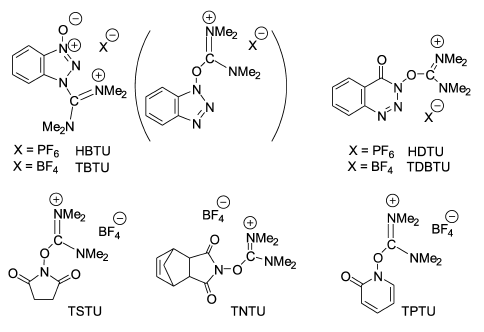 O⊖
N⊕ X⊖
N
N ⊕
C NMe2
Me2N
X = PF6 HBTU
X = BF4 TBTU
⊕
NMe2
X⊖
O C NMe2
N
N
N
⊕
O NMe2
N O C NMe2
N N X⊖
X = PF6 HDTU
X = BF4 TDBTU
⊕
NMe2
BF4⊖
O C NMe2
O N O
TSTU
BF4⊖
⊕
O NMe2
N O C NMe2
O
TNTU
⊕
NMe2
BF4⊖
O C NMe2
O N
TPTU